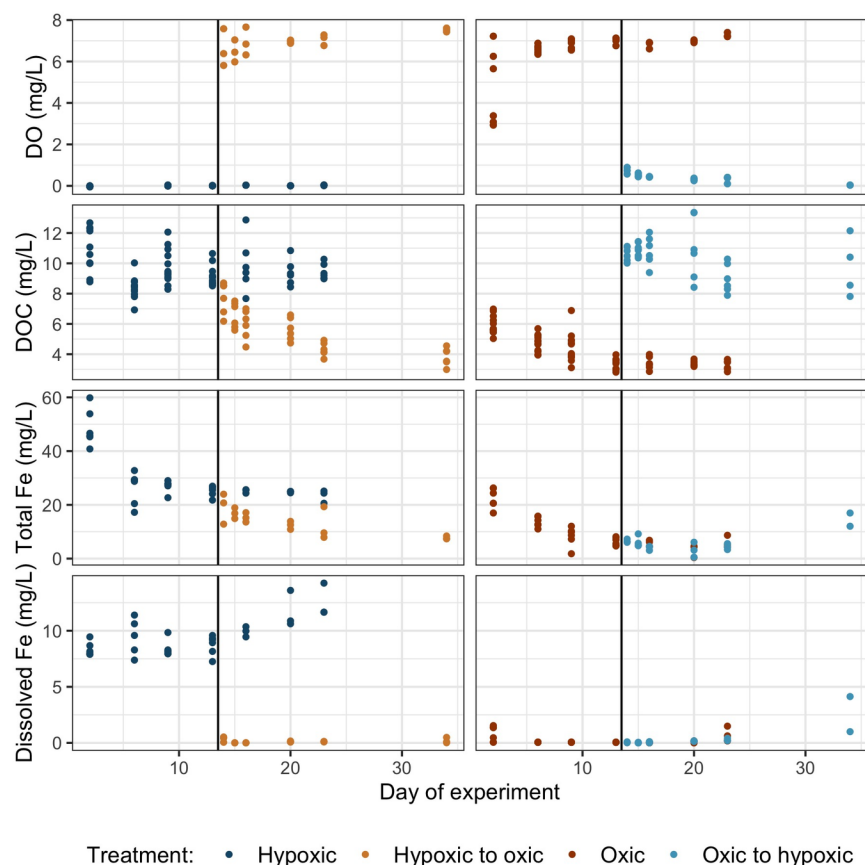 DO (mg/L)
8
6
4
2
0
DOC (mg/L)
12
10
8
6
4
Total Fe (mg/L)
60
40
20
0
Dissolved Fe (mg/L)
10
5
0
10 20 30 10 20 30
Day of experiment
Treatment: Hypoxic Hypoxic to oxic Oxic Oxic to hypoxic